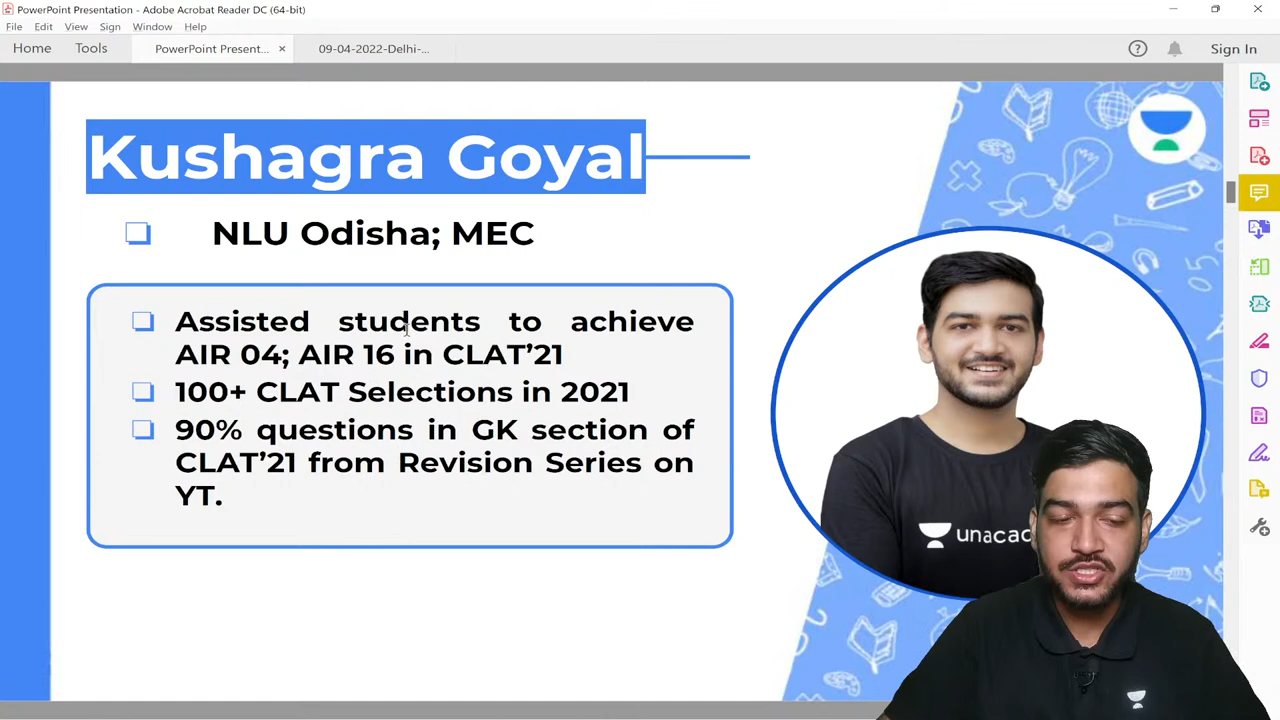 PowerPoint Presentation - Adobe Acrobat Reader DC (64-bit)
File Edit View Sign Window Help
Home Tools PowerPoint Present... × 09-04-2022-Delhi-... Sign In
Kushagra Goyal
NLU Odisha; MEC
Assisted students to achieve
AIR 04; AIR 16 in CLAT’21
100+ CLAT Selections in 2021
90% questions in GK section of
CLAT’21 from Revision Series on
YT.